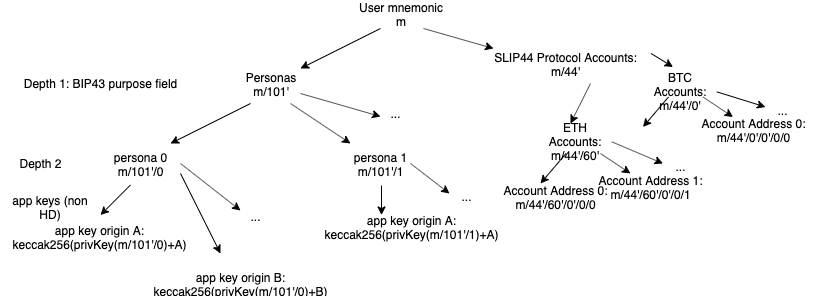 User mnemonic
m
SLIP44 Protocol Accounts:
m/44'
Depth 1: BIP43 purpose field
Personas
m/101'
BTC
Accounts:
m/44'/0'
...
...
Account Address 0:
m/44'/0'/0'/0/0
ETH
Accounts:
m/44'/60'
Depth 2
persona 0
m/101'/0
persona 1
m/101'/1
...
Account Address 0:
m/44'/60'/0'/0/0
Account Address 1:
m/44'/60'/0'/0/1
app keys (non
HD)
...
...
app key origin A:
keccak256(privKey(m/101'/0)+A)
app key origin A:
keccak256(privKey(m/101'/1)+A)
app key origin B:
keccak256(privKey(m/101'/0)+B)